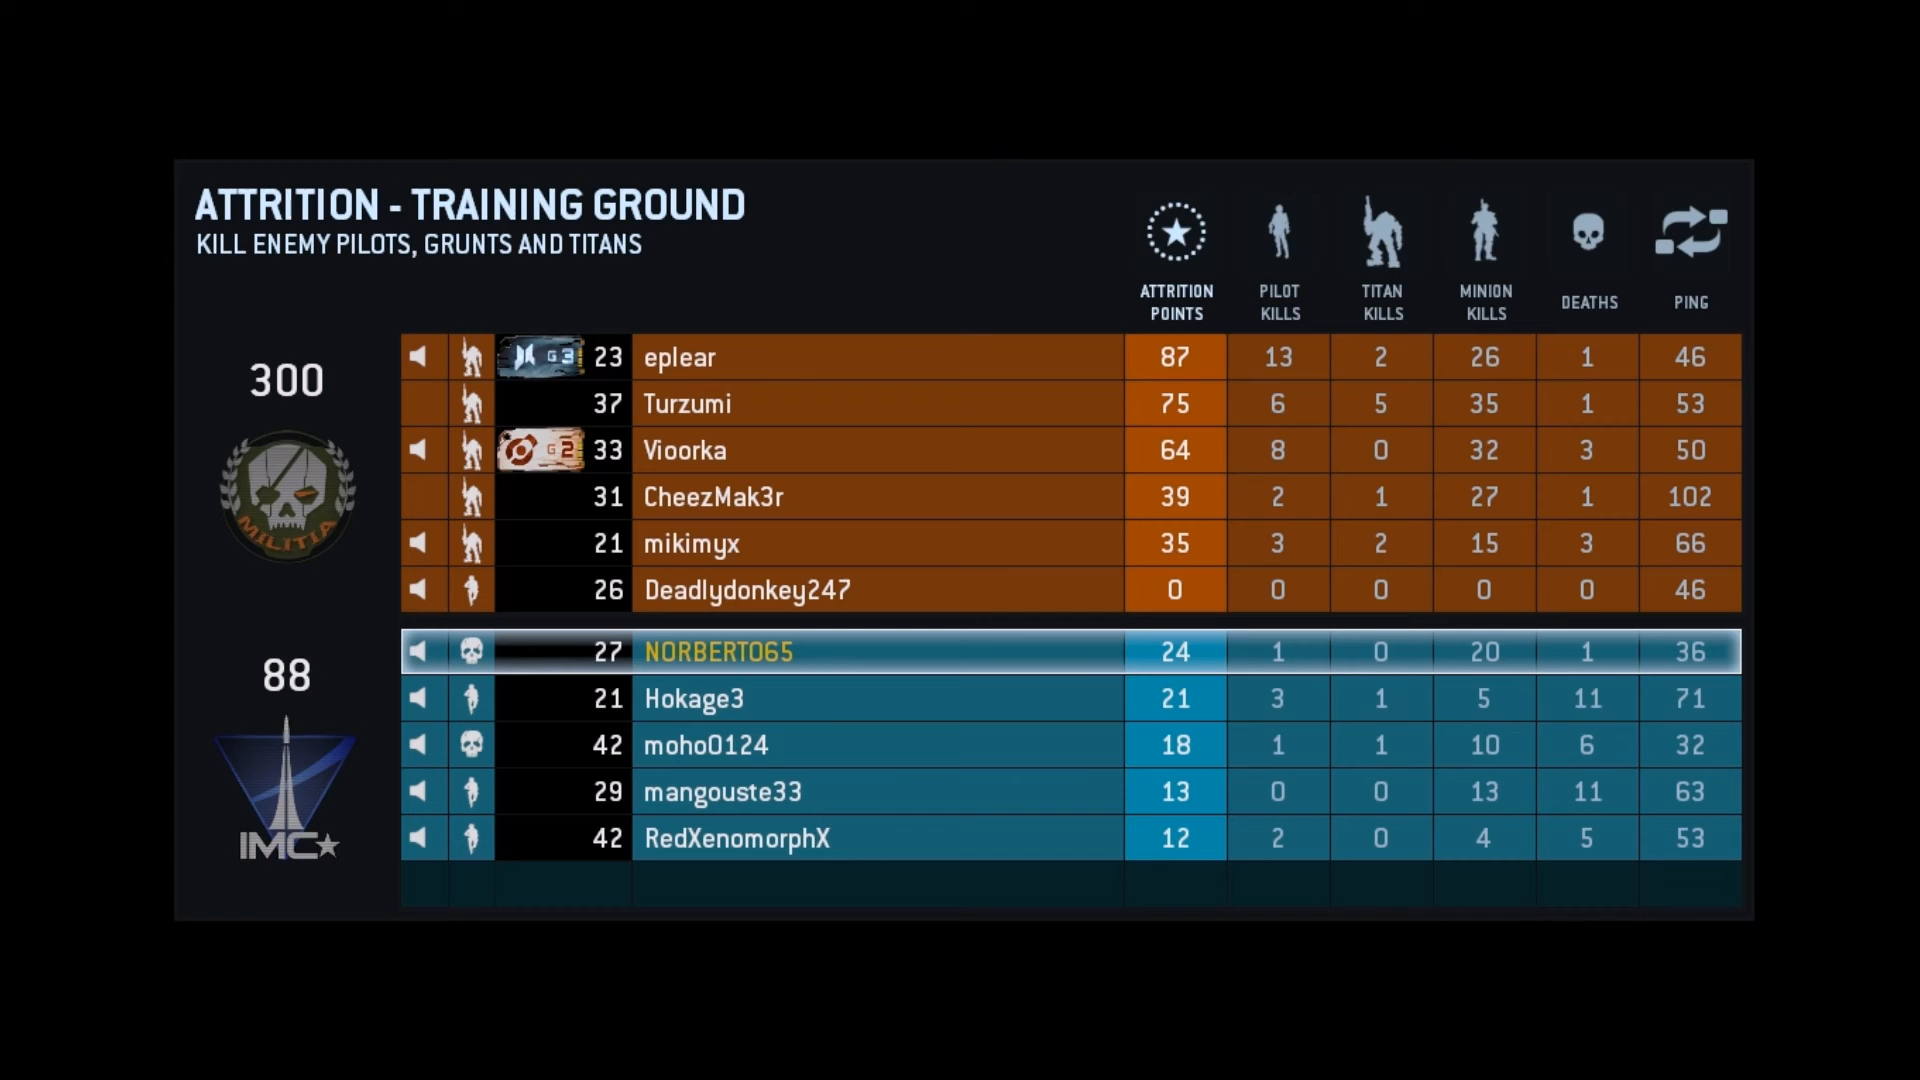 ATTRITION - TRAINING GROUND
KILL ENEMY PILOTS, GRUNTS AND TITANS
ATTRITION POINTS
PILOT KILLS
TITAN KILLS
MINION KILLS
DEATHS
PING
300
MILITIA
G3 23 eplear 87 13 2 26 1 46
37 Turzumi 75 6 5 35 1 53
G2 33 Vioorka 64 8 0 32 3 50
31 CheezMak3r 39 2 1 27 1 102
21 mikimyx 35 3 2 15 3 66
26 Deadlydonkey247 0 0 0 0 0 46
88
IMC
27 NORBERTO65 24 1 0 20 1 36
21 Hokage3 21 3 1 5 11 71
42 moho0124 18 1 1 10 6 32
29 mangouste33 13 0 0 13 11 63
42 RedXenomorphX 12 2 0 4 5 53